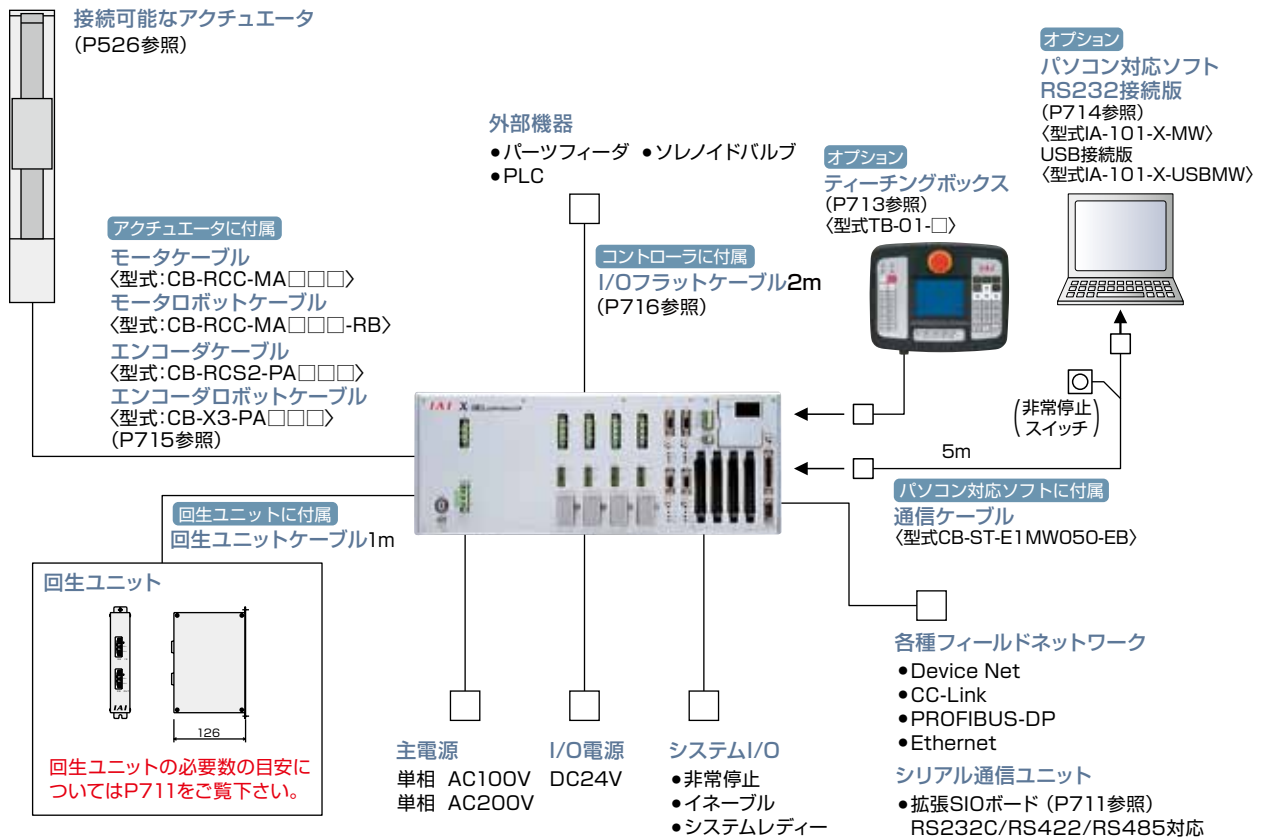 接続可能なアクチュエータ
(P526参照)
オプション
パソコン対応ソフト
RS232接続版
(P714参照)
〈型式IA-101-X-MW〉
USB接続版
〈型式IA-101-X-USBMW〉
外部機器
●パーツフィーダ ●ソレノイドバルブ
●PLC
オプション
ティーチングボックス
(P713参照)
〈型式TB-01-□〉
アクチュエータに付属
モータケーブル
〈型式:CB-RCC-MA□□□〉
モータロボットケーブル
〈型式:CB-RCC-MA□□□-RB〉
エンコーダケーブル
〈型式:CB-RCS2-PA□□□〉
エンコーダロボットケーブル
〈型式:CB-X3-PA□□□〉
(P715参照)
コントローラに付属
I/Oフラットケーブル2m
(P716参照)
IAI
IAI X SEL
(非常停止
スイッチ)
5m
パソコン対応ソフトに付属
通信ケーブル
〈型式CB-ST-E1MW050-EB〉
回生ユニットに付属
回生ユニットケーブル1m
回生ユニット
IAI
126
回生ユニットの必要数の目安に
ついてはP711をご覧下さい。
主電源
単相 AC100V
単相 AC200V
I/O電源
DC24V
システムI/O
●非常停止
●イネーブル
●システムレディー
各種フィールドネットワーク
●Device Net
●CC-Link
●PROFIBUS-DP
●Ethernet
シリアル通信ユニット
●拡張SIOボード (P711参照)
RS232C/RS422/RS485対応